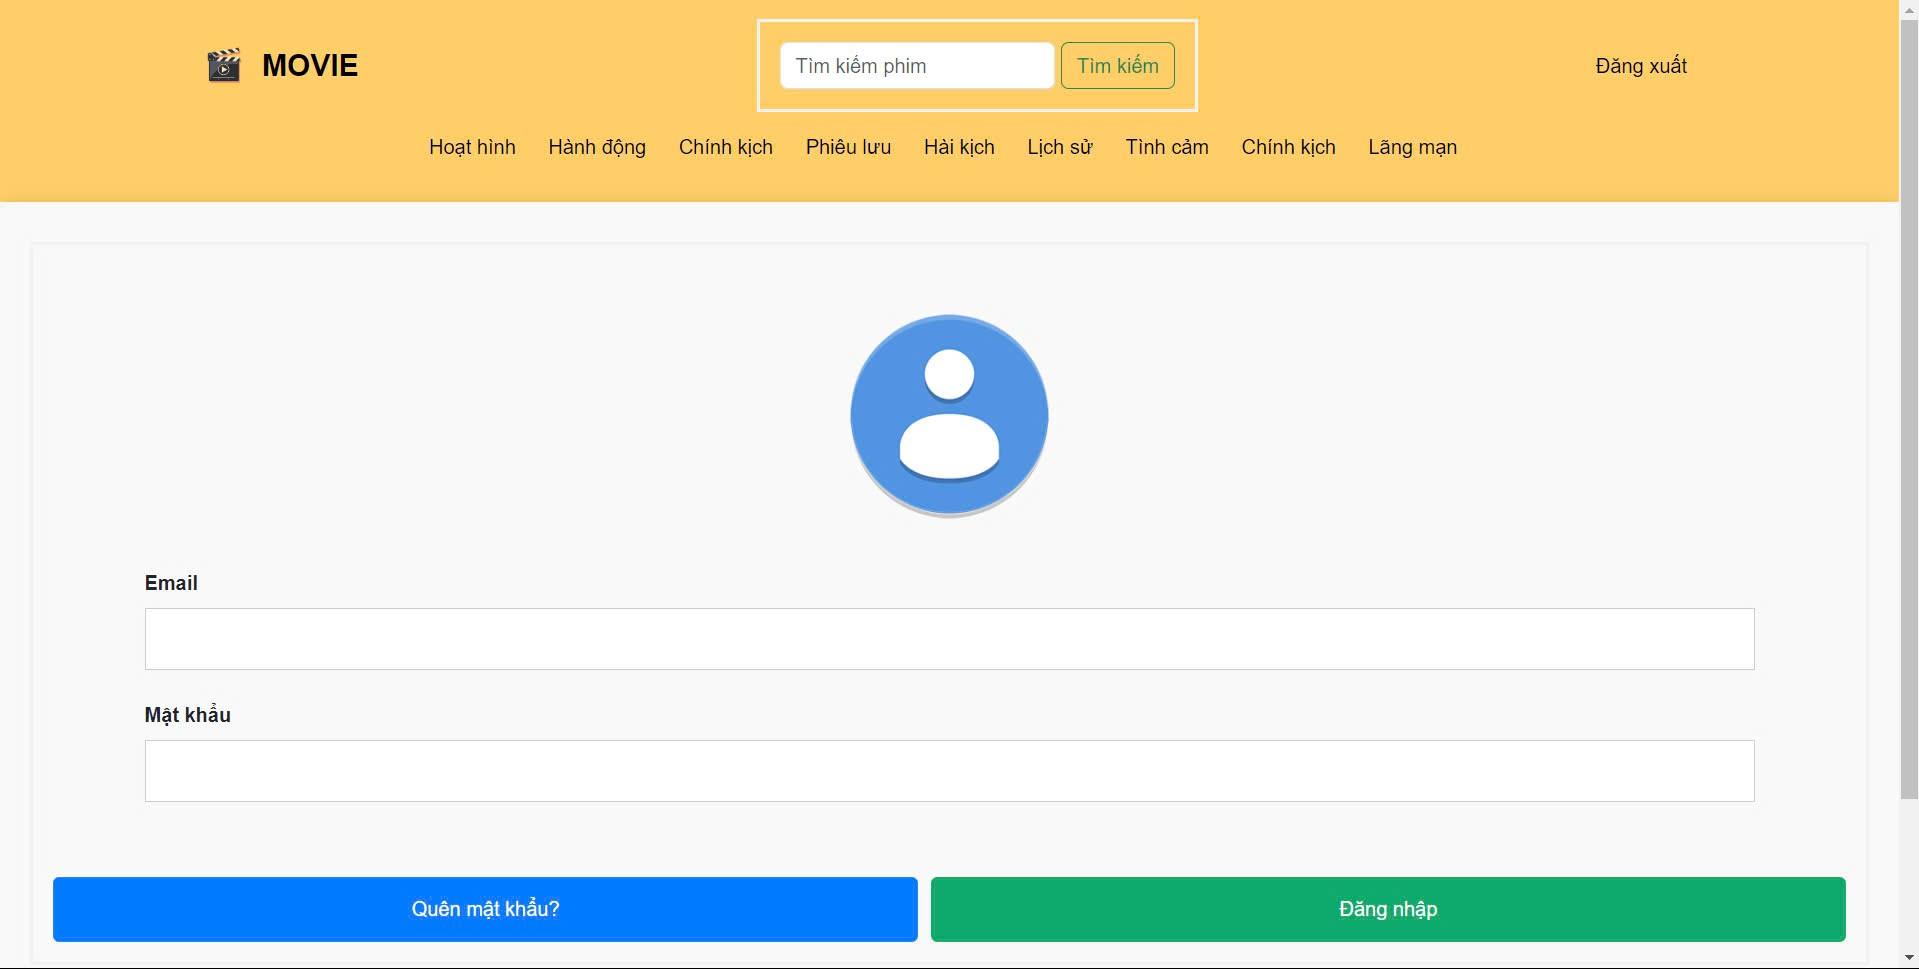 MOVIE
Tìm kiếm phim
Tìm kiếm
Đăng xuất
Hoạt hình Hành động Chính kịch Phiêu lưu Hài kịch Lịch sử Tình cảm Chính kịch Lãng mạn
Email
Mật khẩu
Quên mật khẩu?
Đăng nhập